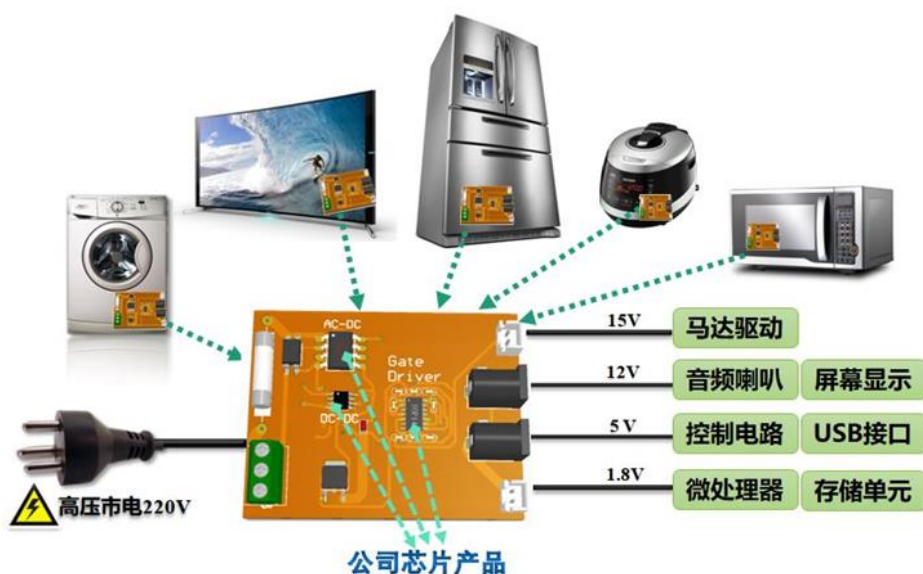 AC-DC
Gate
Driver
DC-DC
15V
马达驱动
12V
音频喇叭
屏幕显示
5 V
控制电路
USB接口
1.8V
微处理器
存储单元
高压市电220V
公司芯片产品